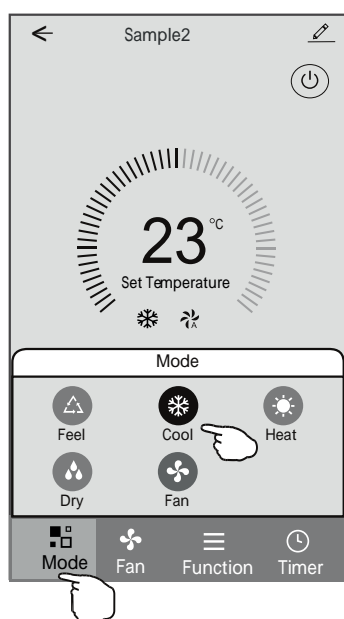 Sample2
23°C
Set Temperature
A
Mode
Feel Cool Heat
Dry Fan
Mode Fan Function Timer